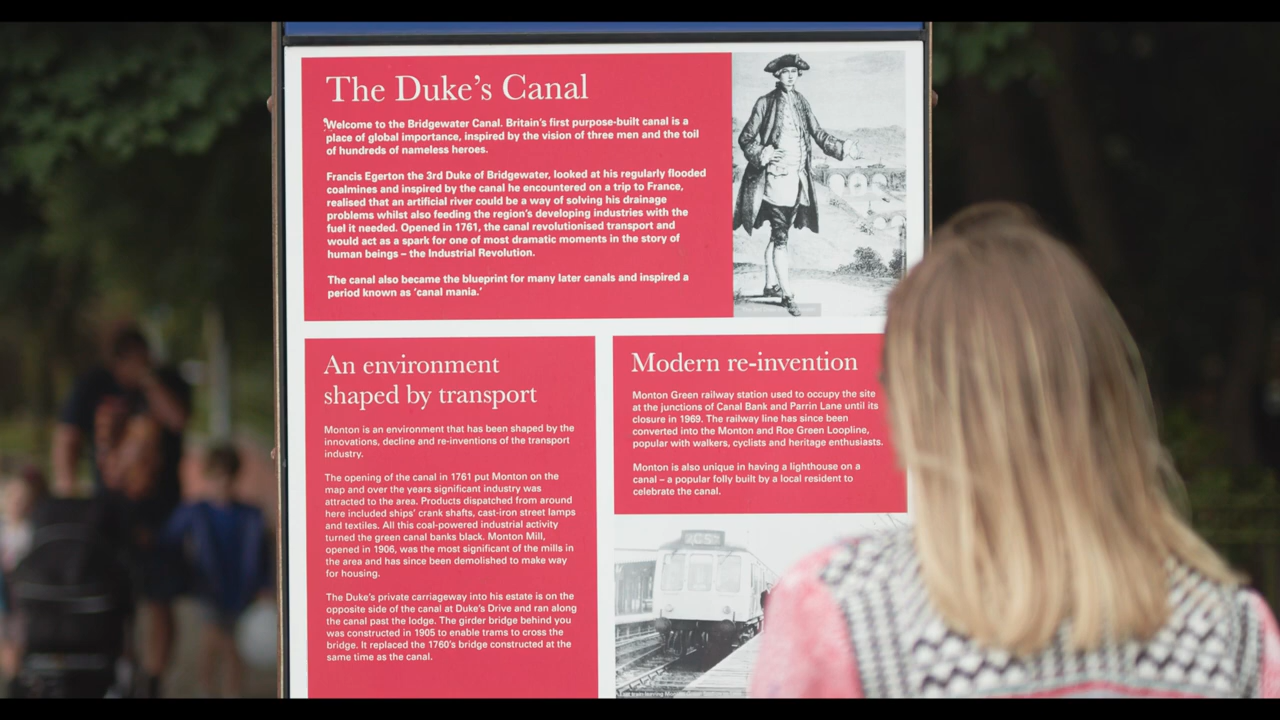 The Duke's Canal
Welcome to the Bridgewater Canal. Britain's first purpose-built canal is a
place of global importance, inspired by the vision of three men and the toil
of hundreds of nameless heroes.
Francis Egerton the 3rd Duke of Bridgewater, looked at his regularly flooded
coalmines and inspired by the canal he encountered on a trip to France,
realised that an artificial river could be a way of solving his drainage
problems whilst also feeding the region's developing industries with the
fuel it needed. Opened in 1761, the canal revolutionised transport and
would act as a spark for one of most dramatic moments in the story of
human beings – the Industrial Revolution.
The canal also became the blueprint for many later canals and inspired a
period known as 'canal mania.'
An environment
shaped by transport
Monton is an environment that has been shaped by the
innovations, decline and re-inventions of the transport
industry.
The opening of the canal in 1761 put Monton on the
map and over the years significant industry was
attracted to the area. Products dispatched from around
here included ships' crank shafts, cast-iron street lamps
and textiles. All this coal-powered industrial activity
turned the green canal banks black. Monton Mill,
opened in 1906, was the most significant of the mills in
the area and has since been demolished to make way
for housing.
The Duke's private carriageway into his estate is on the
opposite side of the canal at Duke's Drive and ran along
the canal past the lodge. The girder bridge behind you
was constructed in 1905 to enable trams to cross the
bridge. It replaced the 1760's bridge constructed at the
same time as the canal.
Modern re-invention
Monton Green railway station used to occupy the site
at the junctions of Canal Bank and Parrin Lane until its
closure in 1969. The railway line has since been
converted into the Monton and Roe Green Loopline,
popular with walkers, cyclists and heritage enthusiasts.
Monton is also unique in having a lighthouse on a
canal – a popular folly built by a local resident to
celebrate the canal.